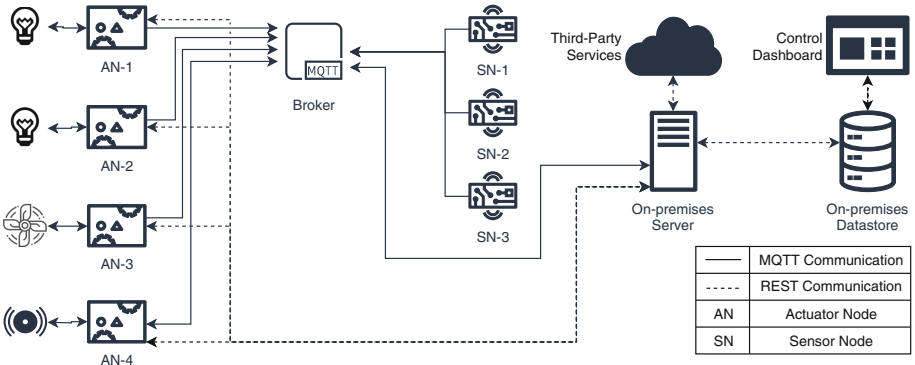 AN-1
AN-2
AN-3
AN-4
MQTT
Broker
SN-1
SN-2
SN-3
Third-Party
Services
Control
Dashboard
On-premises
Server
On-premises
Datastore
MQTT Communication
REST Communication
AN Actuator Node
SN Sensor Node